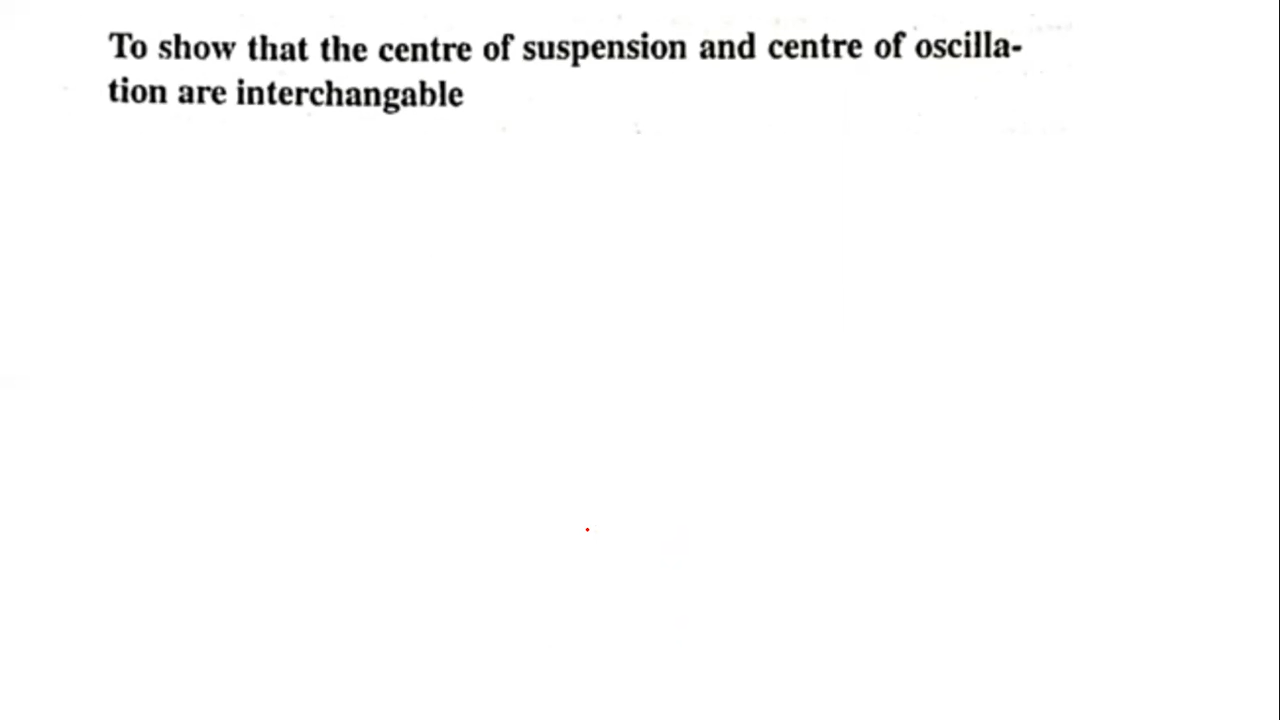 To show that the centre of suspension and centre of oscilla-
tion are interchangable